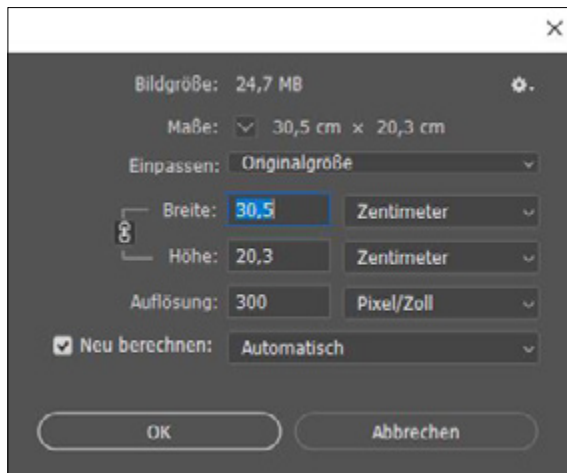 Bildgröße: 24,7 MB
Maße: 30,5 cm × 20,3 cm
Einpassen: Originalgröße
Breite: 30,5 Zentimeter
Höhe: 20,3 Zentimeter
Auflösung: 300 Pixel/Zoll
Neu berechnen: Automatisch
OK Abbrechen